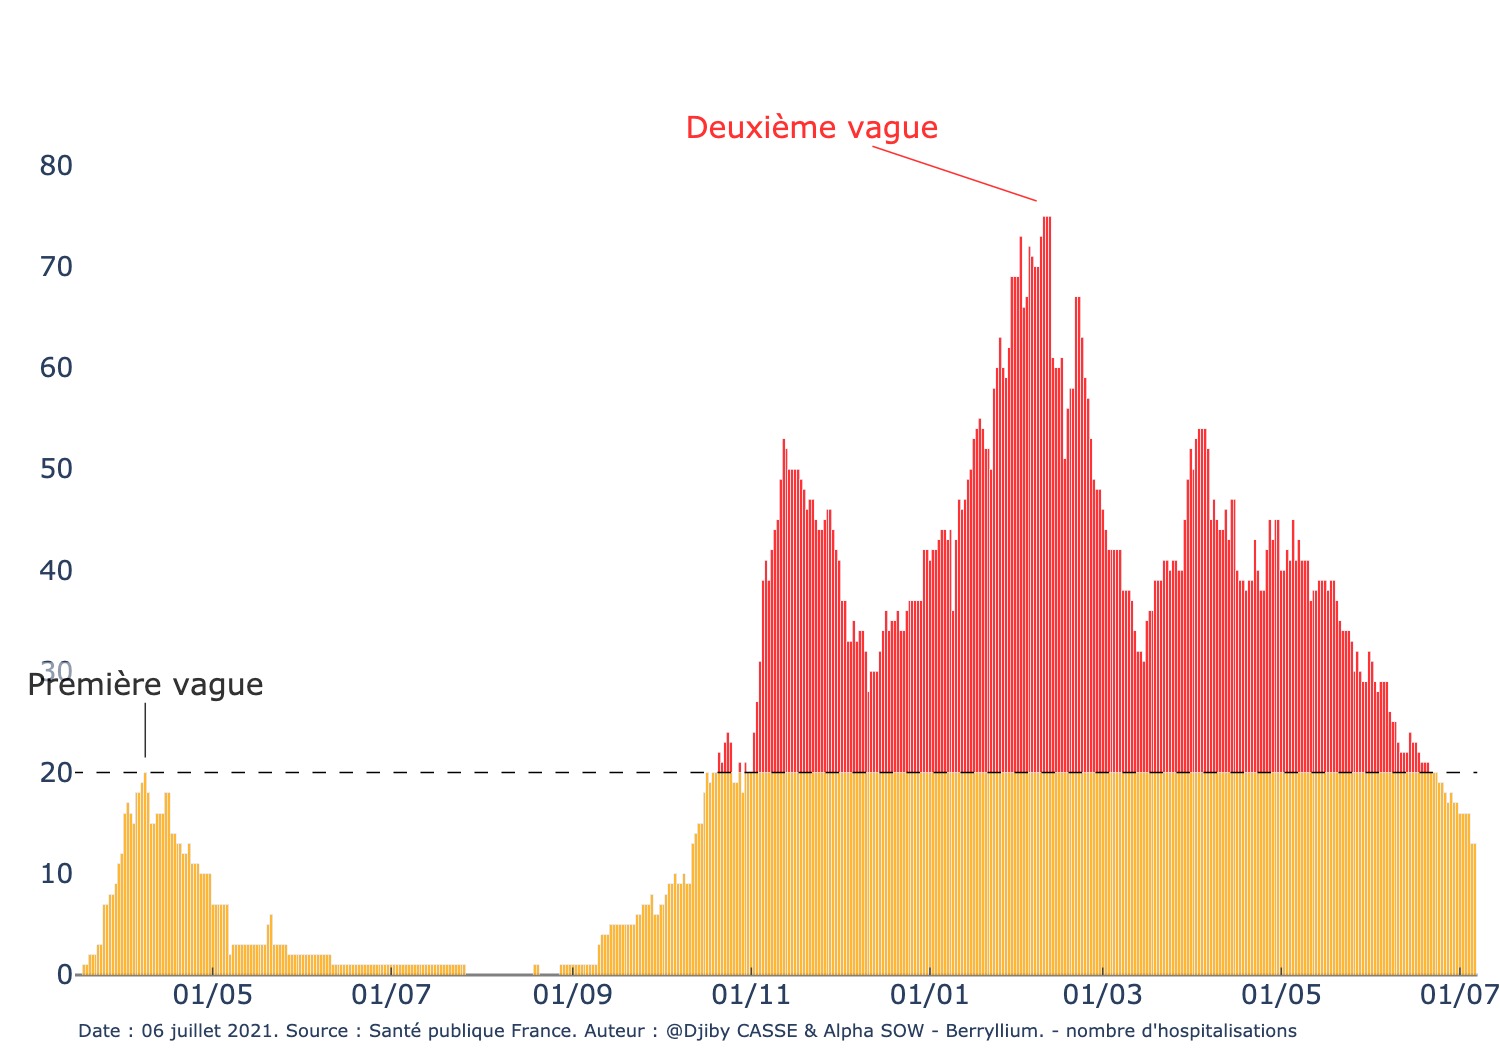 Deuxième vague
80
70
60
50
40
30
Première vague
20
10
0
01/05 01/07 01/09 01/11 01/01 01/03 01/05 01/07
Date : 06 juillet 2021. Source : Santé publique France. Auteur : @Djiby CASSE & Alpha SOW - Berryllium. - nombre d'hospitalisations